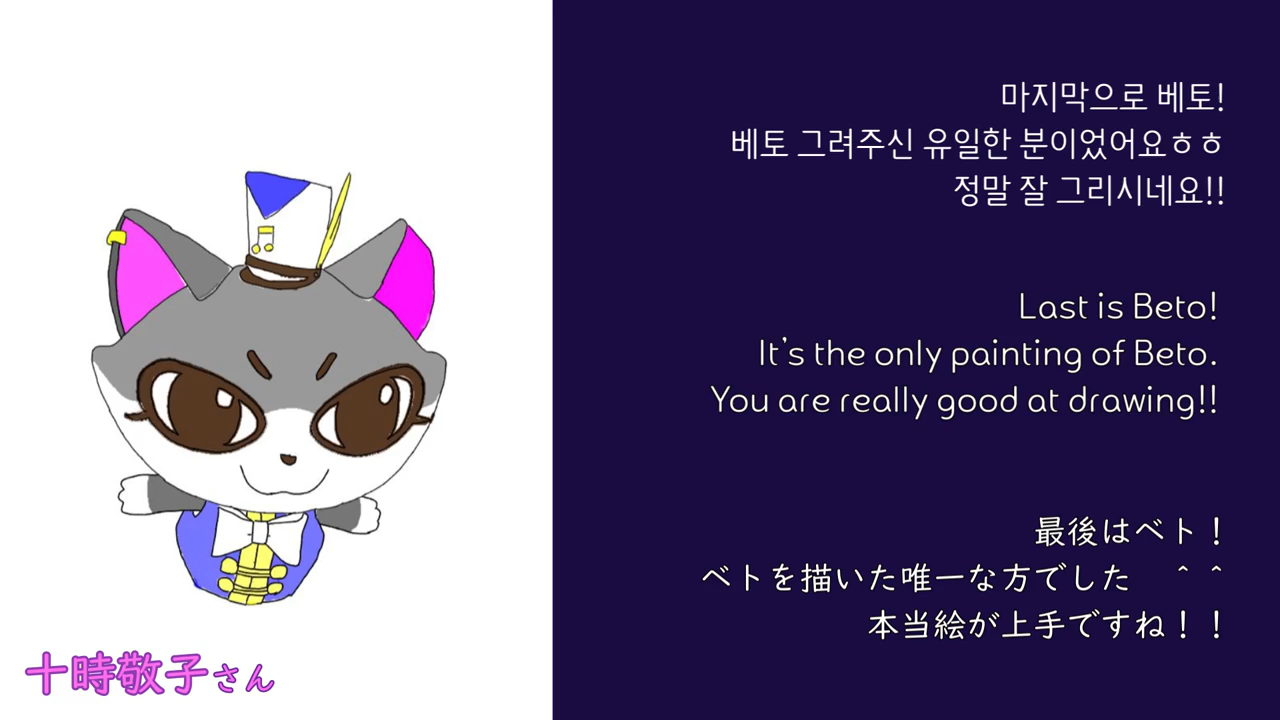 마지막으로 베토!
베토 그려주신 유일한 분이었어요ㅎㅎ
정말 잘 그리시네요!!
Last is Beto!
It's the only painting of Beto.
You are really good at drawing!!
最後はベト！
ベトを描いた唯一な方でした　＾＾
本当絵が上手ですね！！
十時敬子さん